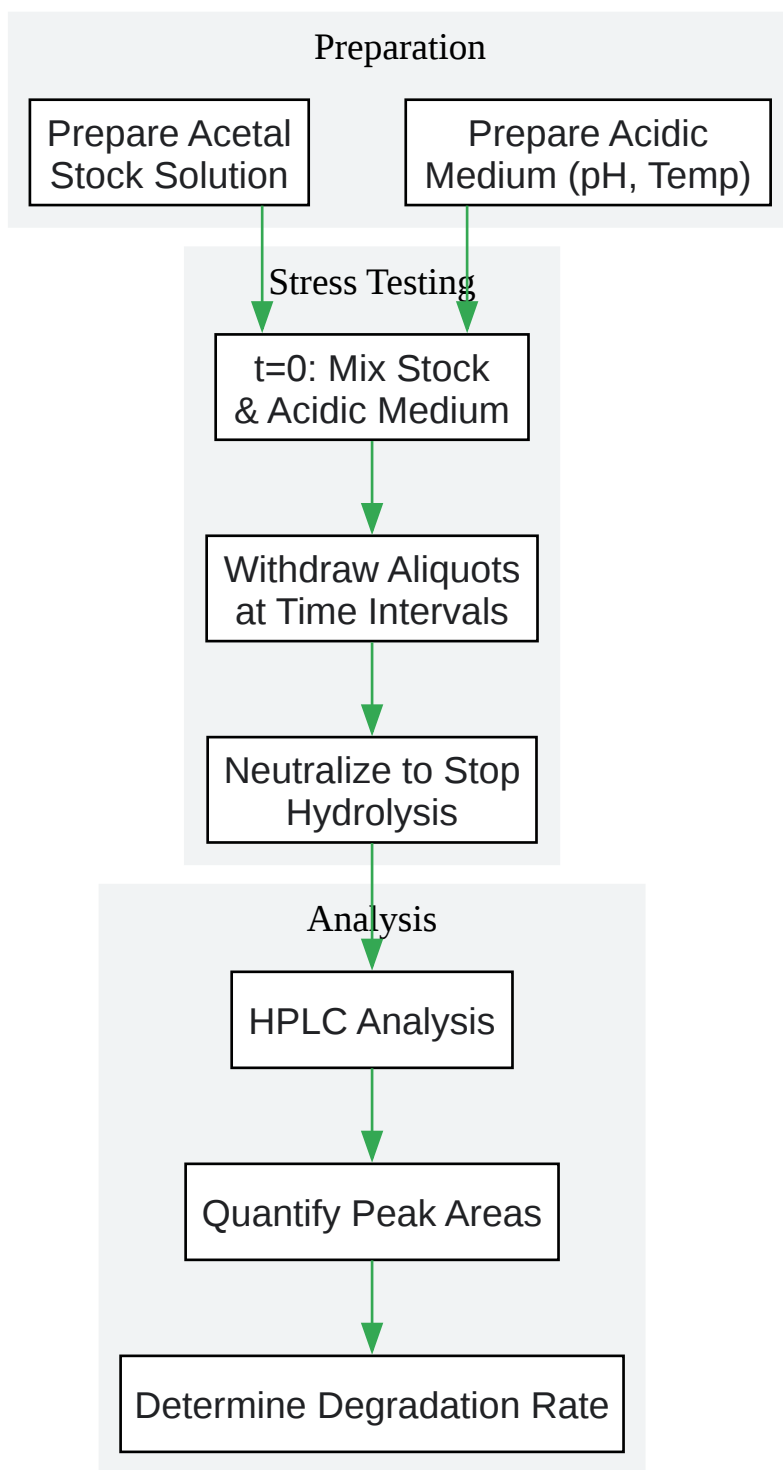 Preparation
Prepare Acetal
Stock Solution
Prepare Acidic
Medium (pH, Temp)
Stress Testing
t=0: Mix Stock
& Acidic Medium
Withdraw Aliquots
at Time Intervals
Neutralize to Stop
Hydrolysis
Analysis
HPLC Analysis
Quantify Peak Areas
Determine Degradation Rate